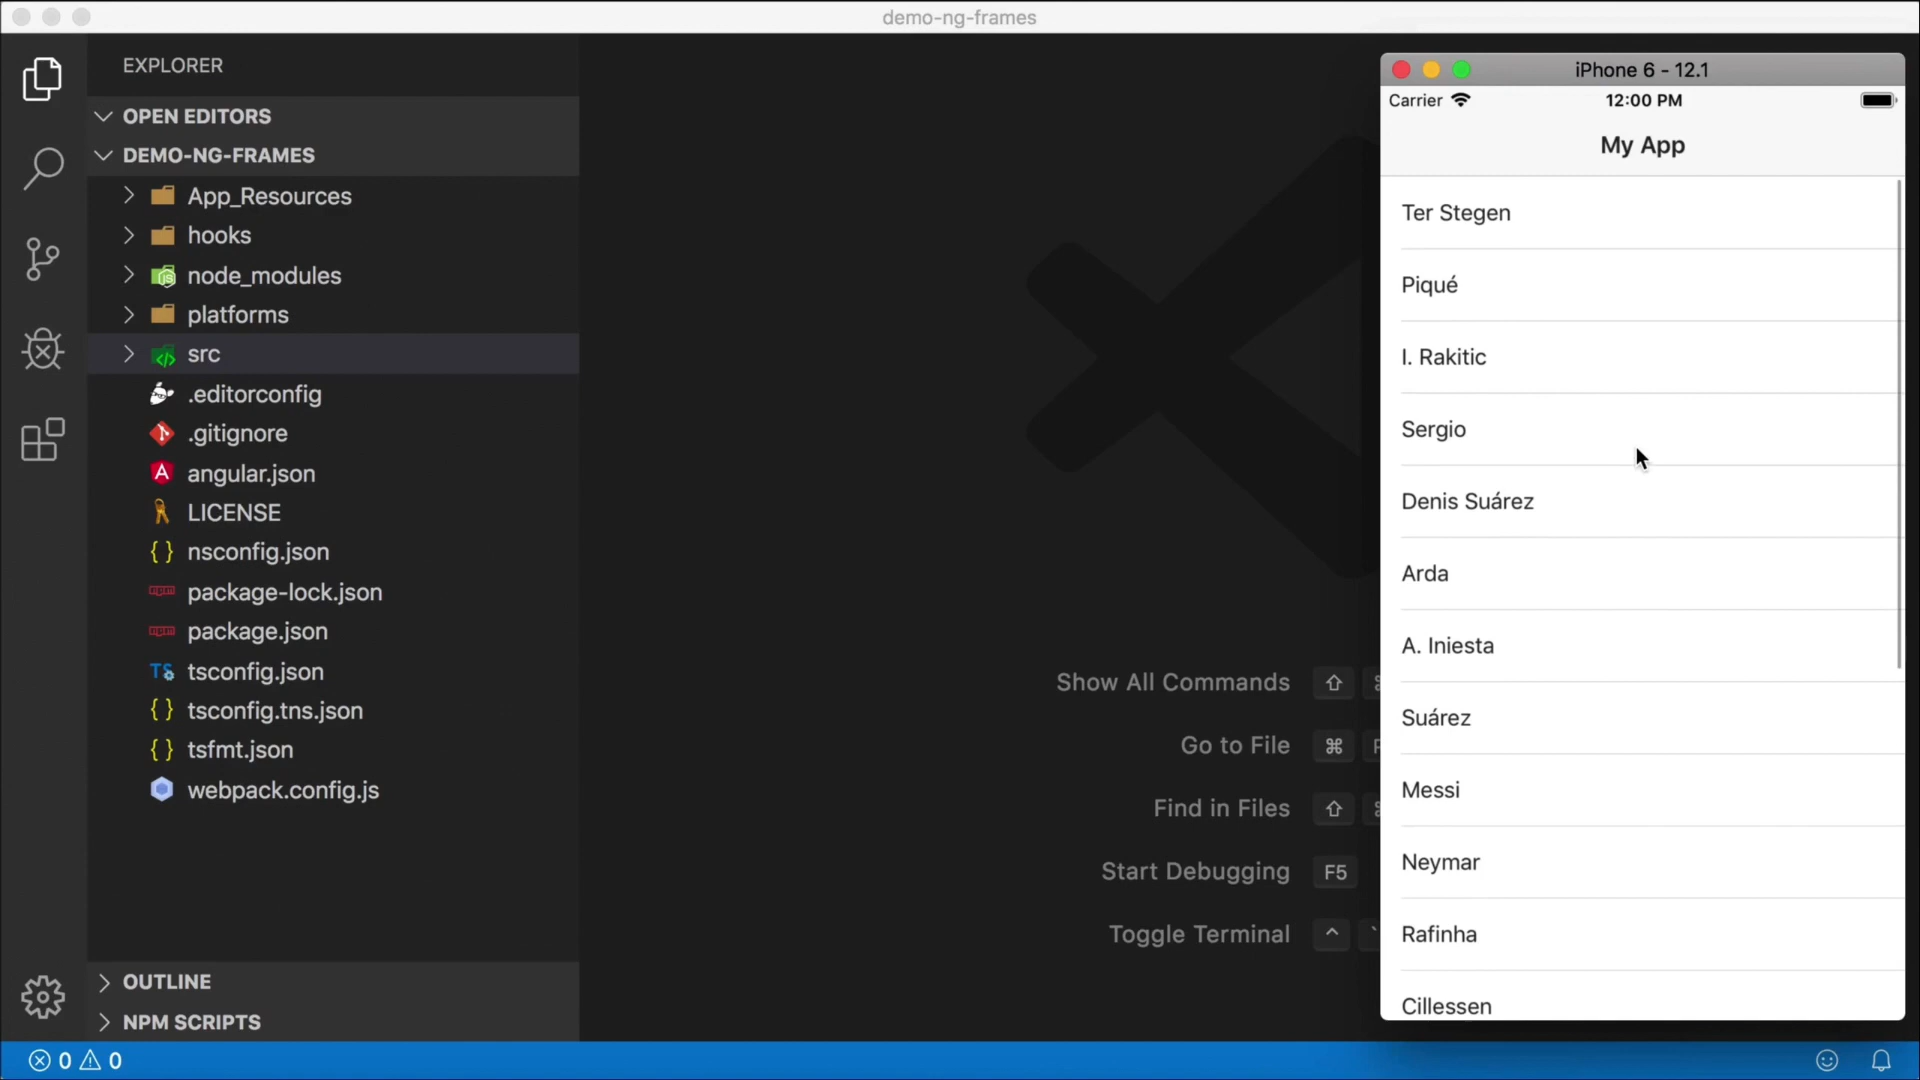 demo-ng-frames
EXPLORER
OPEN EDITORS
DEMO-NG-FRAMES
App_Resources
hooks
node_modules
platforms
src
.editorconfig
.gitignore
angular.json
LICENSE
nsconfig.json
package-lock.json
package.json
tsconfig.json
tsconfig.tns.json
tsfmt.json
webpack.config.js
OUTLINE
NPM SCRIPTS
0 0
Show All Commands ⇧
Go to File ⌘
Find in Files ⇧
Start Debugging F5
Toggle Terminal ^ `
iPhone 6 - 12.1
Carrier 12:00 PM
My App
Ter Stegen
Piqué
I. Rakitic
Sergio
Denis Suárez
Arda
A. Iniesta
Suárez
Messi
Neymar
Rafinha
Cillessen